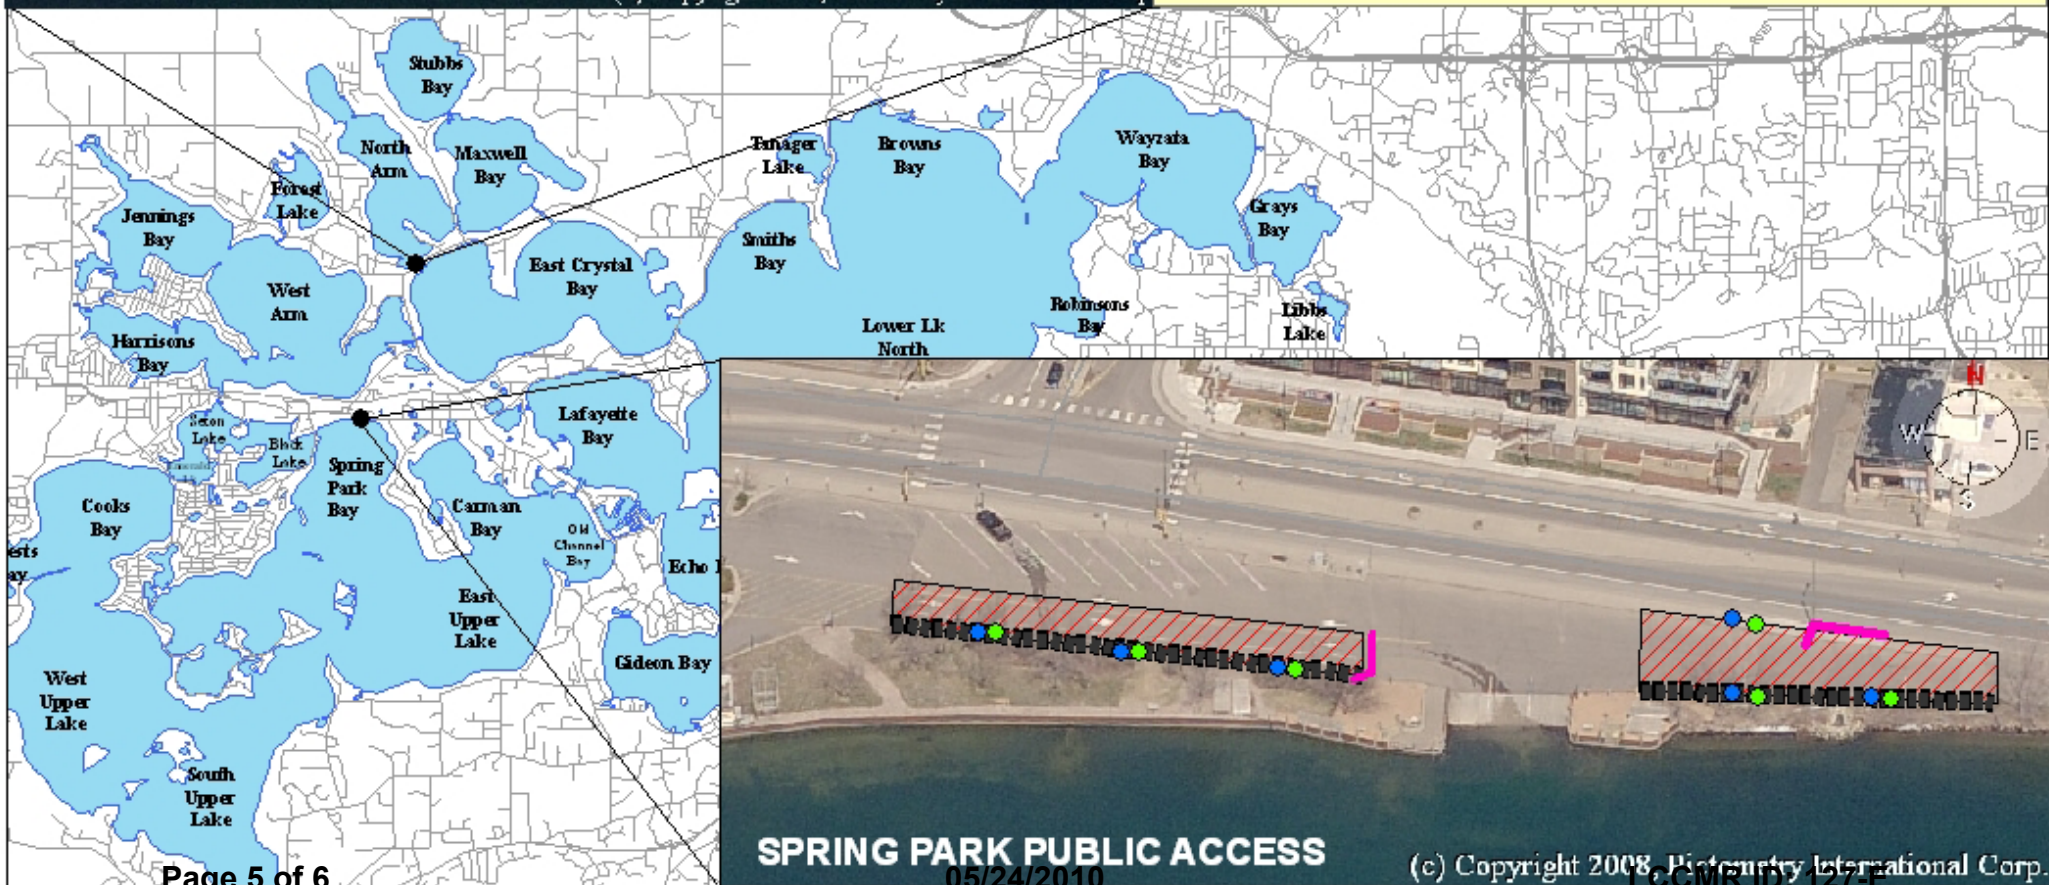 Stubbs
Bay
North
Arm
Maxwell
Bay
Tanager
Lake
Browns
Bay
Wayzata
Bay
Forest
Lake
Jennings
Bay
Grays
Bay
Smiths
Bay
East Crystal
Bay
West
Arm
Robinsons
Bay
Libbs
Lake
Harrisons
Bay
Lower Lk
North
Seton
Lake
Black
Lake
Lafayette
Bay
Spring
Park
Bay
Cooks
Bay
Carman
Bay
Old
Channel
Bay
Echo
East
Upper
Lake
Gideon Bay
West
Upper
Lake
South
Upper
Lake
N
W
E
S
SPRING PARK PUBLIC ACCESS
(c) Copyright 2008, Pictometry International Corp.
Page 5 of 6
05/24/2010
LCCMR ID: 127-F